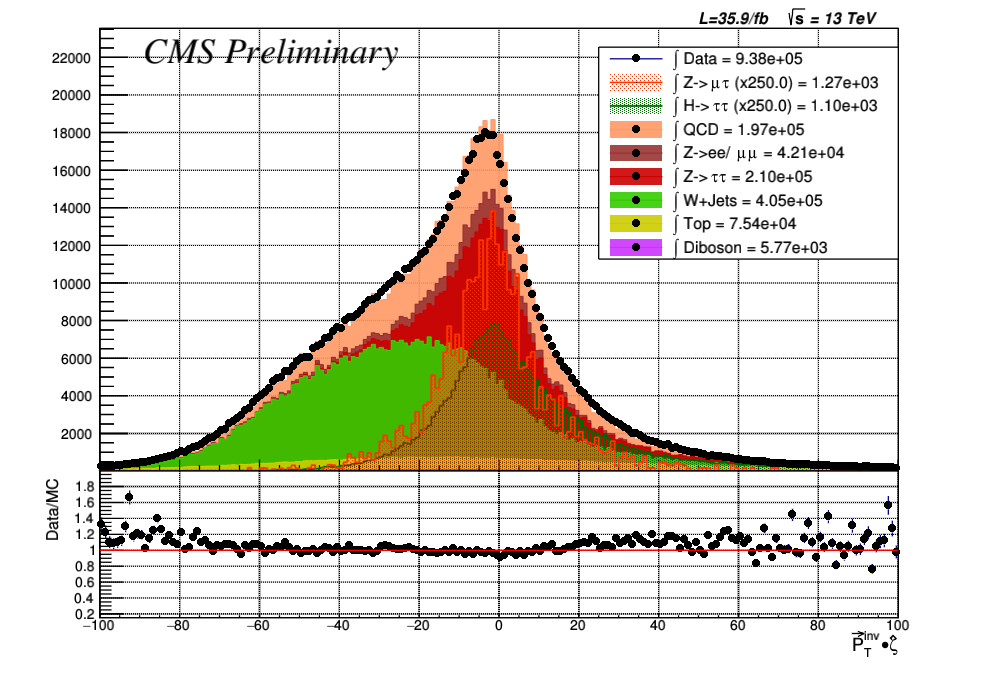 L=35.9/fb √s = 13 TeV
CMS Preliminary
∫ Data = 9.38e+05
∫ Z-> μτ (x250.0) = 1.27e+03
∫ H-> ττ (x250.0) = 1.10e+03
∫ QCD = 1.97e+05
∫ Z->ee/ μμ = 4.21e+04
∫ Z-> ττ = 2.10e+05
∫ W+Jets = 4.05e+05
∫ Top = 7.54e+04
∫ Diboson = 5.77e+03
22000
20000
18000
16000
14000
12000
10000
8000
6000
4000
2000
Data/MC
1.8
1.6
1.4
1.2
1
0.8
0.6
0.4
0.2
−100 −80 −60 −40 −20 0 20 40 60 80 100
P⃗_T^inv • ζ̂